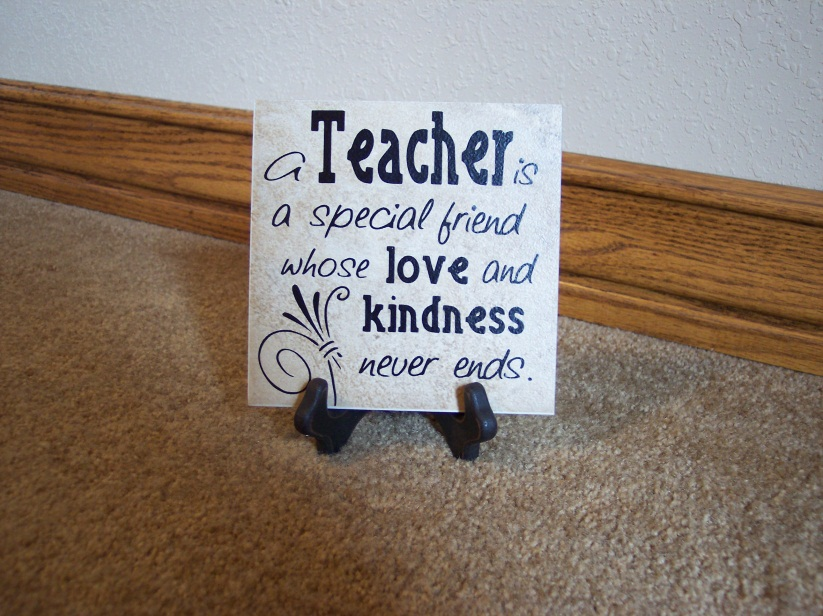 a Teacher is
a special friend
whose love and
kindness
never ends.